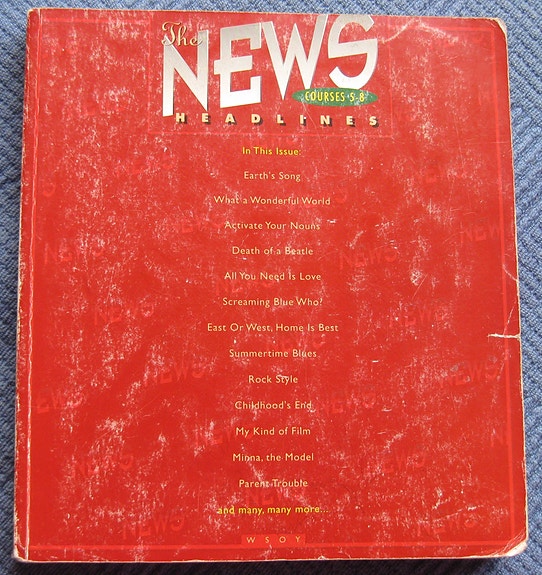 The
NEWS
COURSES 5-8
HEADLINES
In This Issue:
Earth's Song
What a Wonderful World
Activate Your Nouns
Death of a Beatle
All You Need Is Love
Screaming Blue Who?
East Or West, Home Is Best
Summertime Blues
Rock Style
Childhood's End
My Kind of Film
Minna, the Model
Parent Trouble
and many, many more...
WSOY